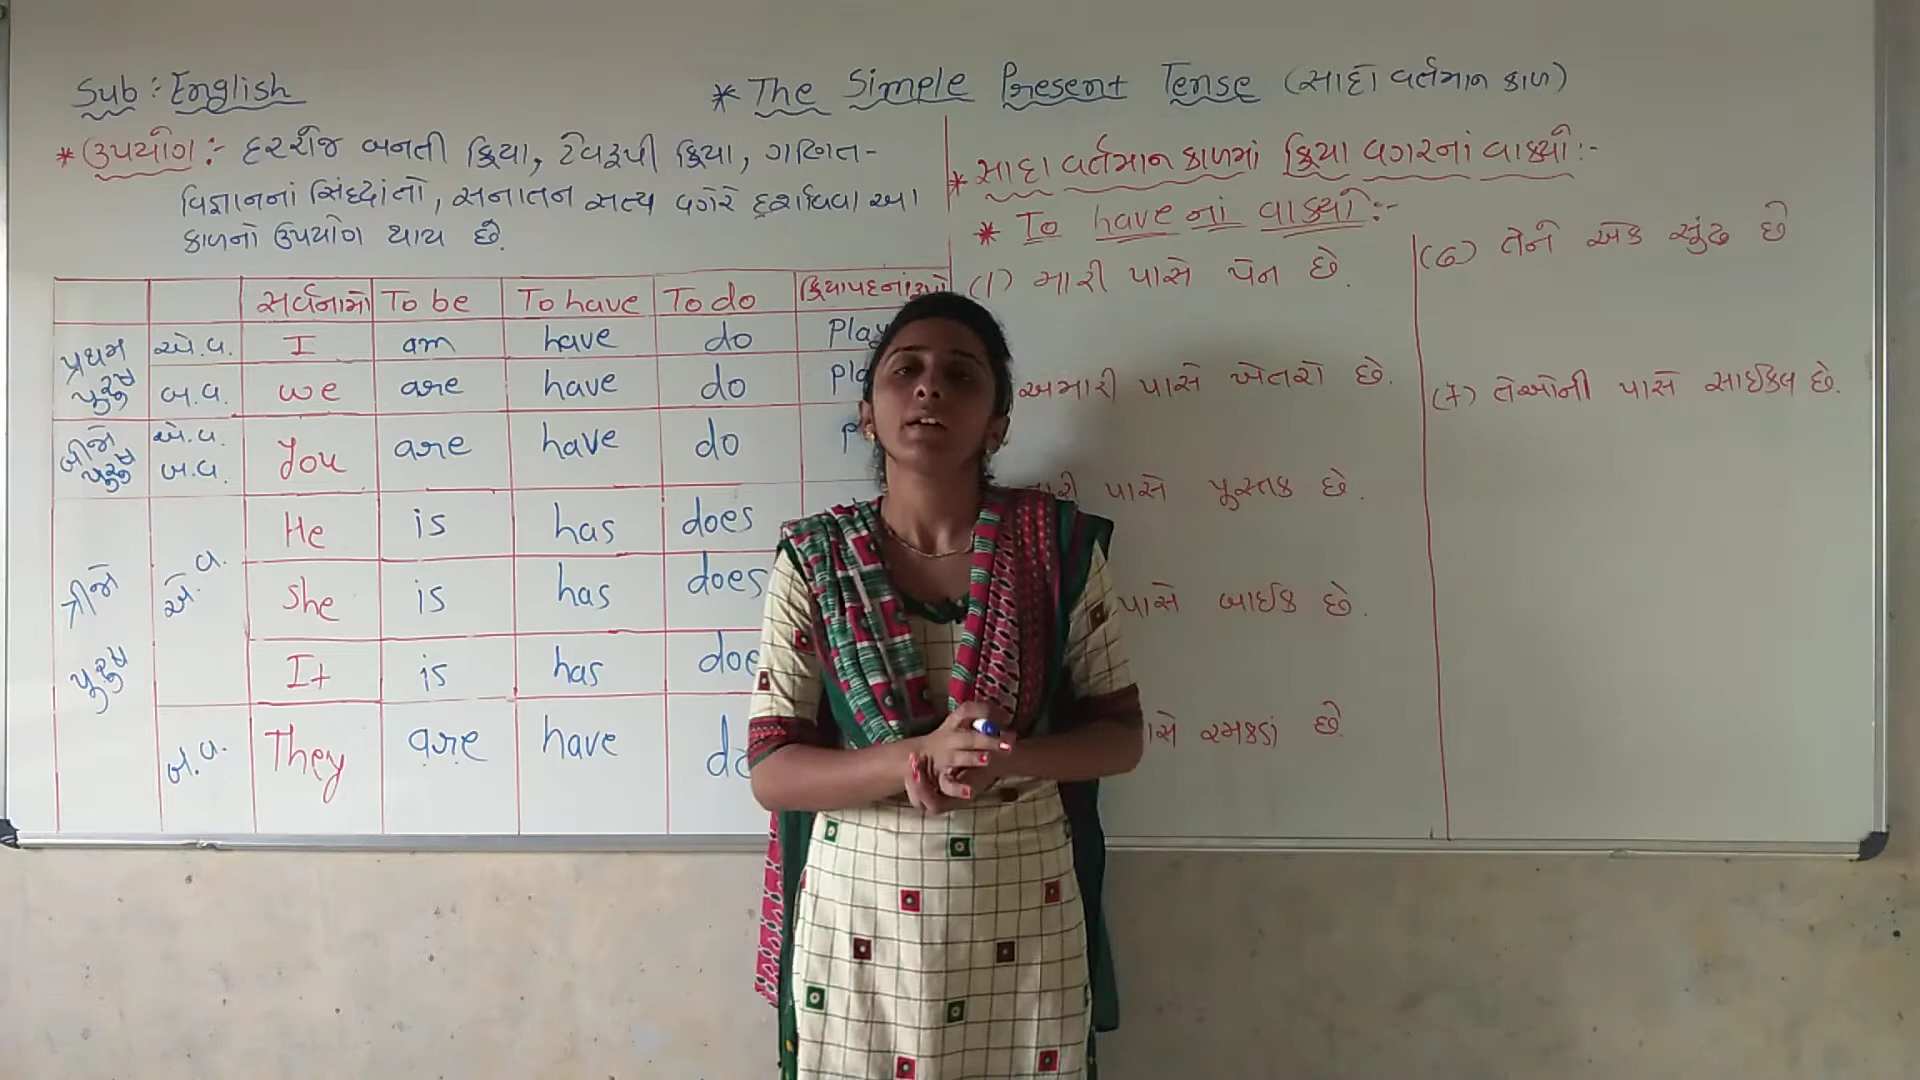 Sub : English
* The Simple Present Tense (સાદો વર્તમાન કાળ)
* ઉપયોગ :- દરરોજ બનતી ક્રિયા, ટેવરૂપી ક્રિયા, ગણિત-
વિજ્ઞાનનાં સિંદ્ધાંતો, સનાતન સત્ય વગેરે દર્શાવવા આ
કાળનો ઉપયોગ થાય છે.
સર્વનામો To be To have To do ક્રિયાપદનાંરૂપો
પ્રથમ પુરુષ એ.વ. I am have do Play
બ.વ. we are have do
બીજો પુરુષ એ.વ. બ.વ. You are have do
ત્રીજો પુરુષ એ.વ. He is has does
She is has does
It is has
બ.વ. They are have
* સાદા વર્તમાન કાળમાં ક્રિયા વગરનાં વાક્યો :-
* To have નાં વાક્યો :-
(1) મારી પાસે પેન છે.
અમારી પાસે ખેતરો છે.
પાસે પુસ્તક છે.
પાસે બાઈક છે.
રમકડાં છે.
(6) તેને એક સૂંઢ છે
(7) તેઓની પાસે સાઈકલ છે.